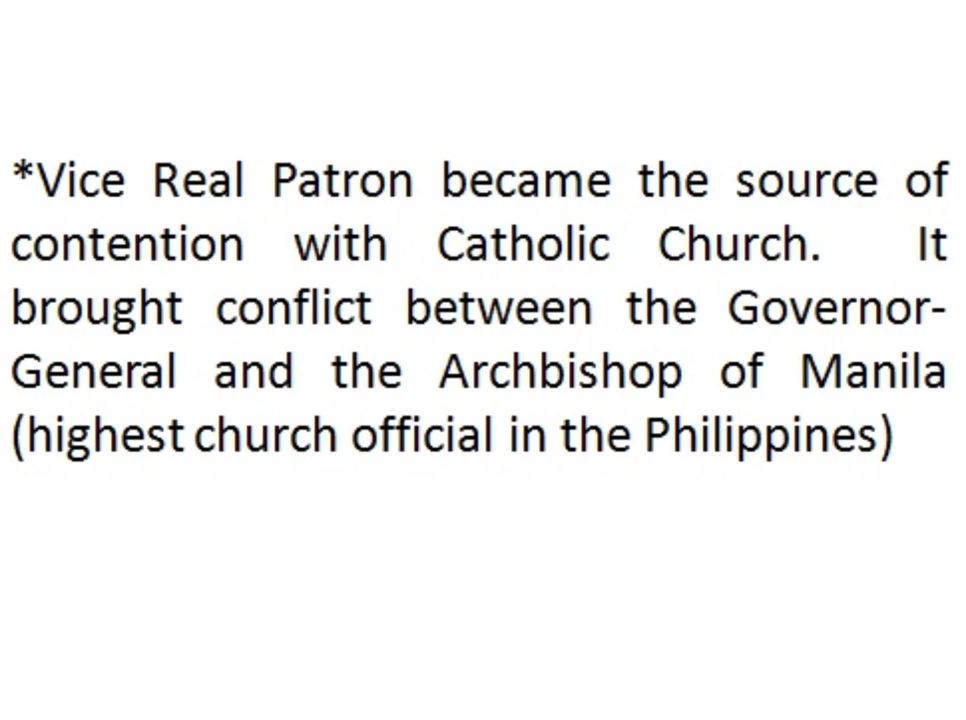 *Vice Real Patron became the source of
contention with Catholic Church. It
brought conflict between the Governor-
General and the Archbishop of Manila
(highest church official in the Philippines)